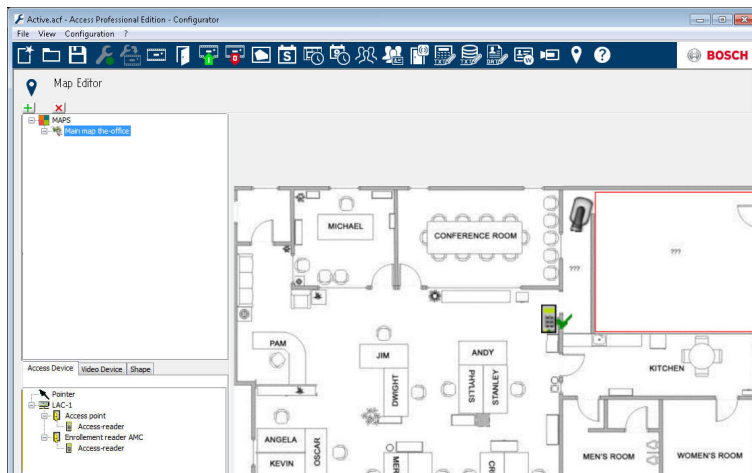 Active.acf - Access Professional Edition - Configurator
File View Configuration ?
BOSCH
Map Editor
MAPS
Main map the-office
MICHAEL
CONFERENCE ROOM
???
???
PAM
JIM
ANDY
KITCHEN
DWIGHT
PHYLLIS
STANLEY
ANGELA
OSCAR
KEVIN
MEN'S ROOM
WOMEN'S ROOM
Access Device Video Device Shape
Pointer
LAC-1
Access point
Access-reader
Enrollement reader AMC
Access-reader